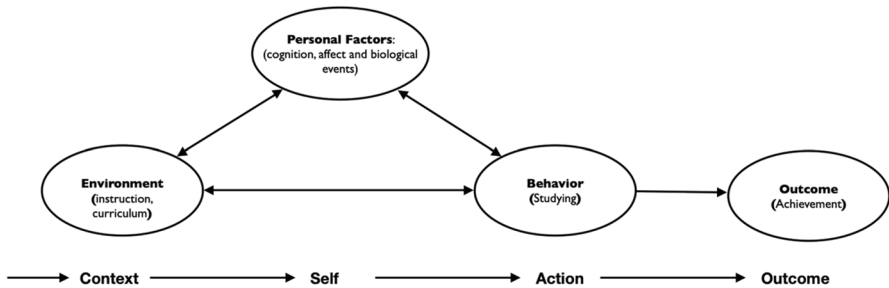 Personal Factors:
(cognition, affect and biological
events)
Environment
(instruction,
curriculum)
Behavior
(Studying)
Outcome
(Achievement)
Context
Self
Action
Outcome